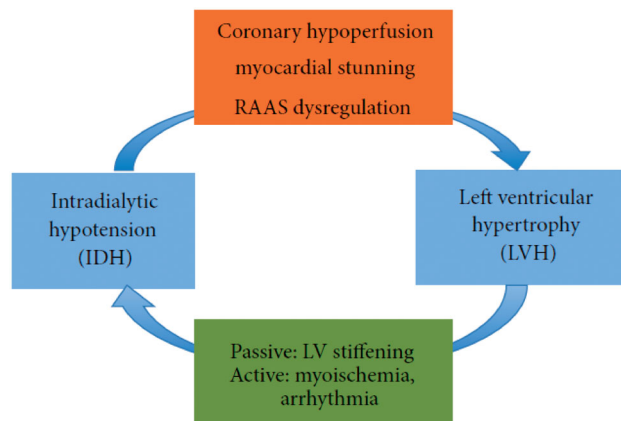 Coronary hypoperfusion
myocardial stunning
RAAS dysregulation
Intradialytic
hypotension
(IDH)
Left ventricular
hypertrophy
(LVH)
Passive: LV stiffening
Active: myoischemia,
arrhythmia